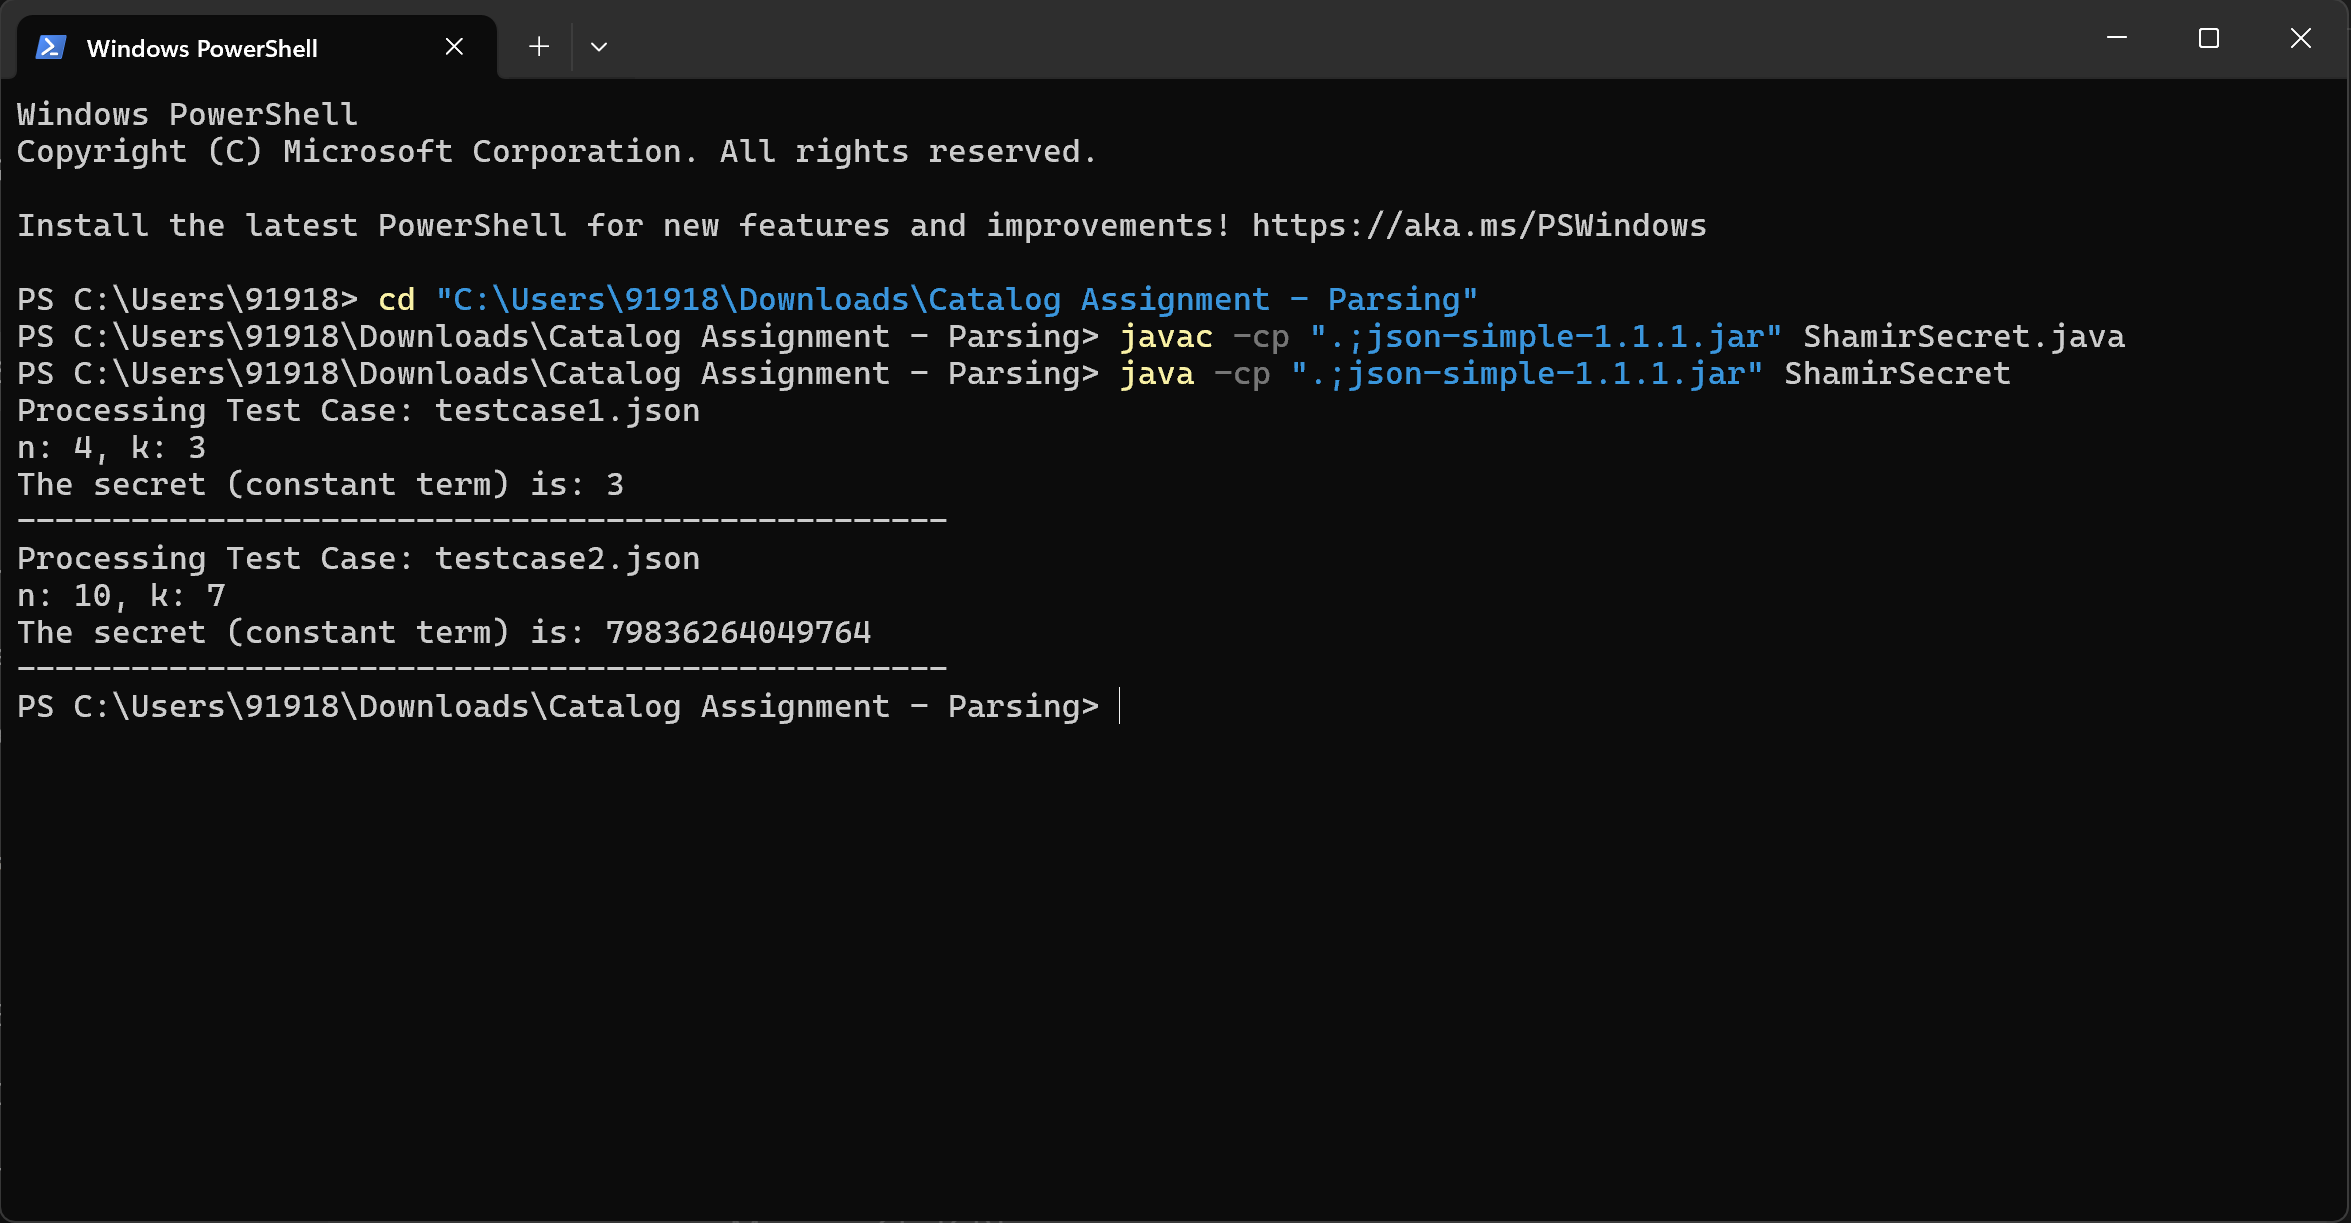 Windows PowerShell
Windows PowerShell
Copyright (C) Microsoft Corporation. All rights reserved.
Install the latest PowerShell for new features and improvements! https://aka.ms/PSWindows
PS C:\Users\91918> cd "C:\Users\91918\Downloads\Catalog Assignment - Parsing"
PS C:\Users\91918\Downloads\Catalog Assignment - Parsing> javac -cp ".;json-simple-1.1.1.jar" ShamirSecret.java
PS C:\Users\91918\Downloads\Catalog Assignment - Parsing> java -cp ".;json-simple-1.1.1.jar" ShamirSecret
Processing Test Case: testcase1.json
n: 4, k: 3
The secret (constant term) is: 3
-------------------------------------------------
Processing Test Case: testcase2.json
n: 10, k: 7
The secret (constant term) is: 79836264049764
-------------------------------------------------
PS C:\Users\91918\Downloads\Catalog Assignment - Parsing>